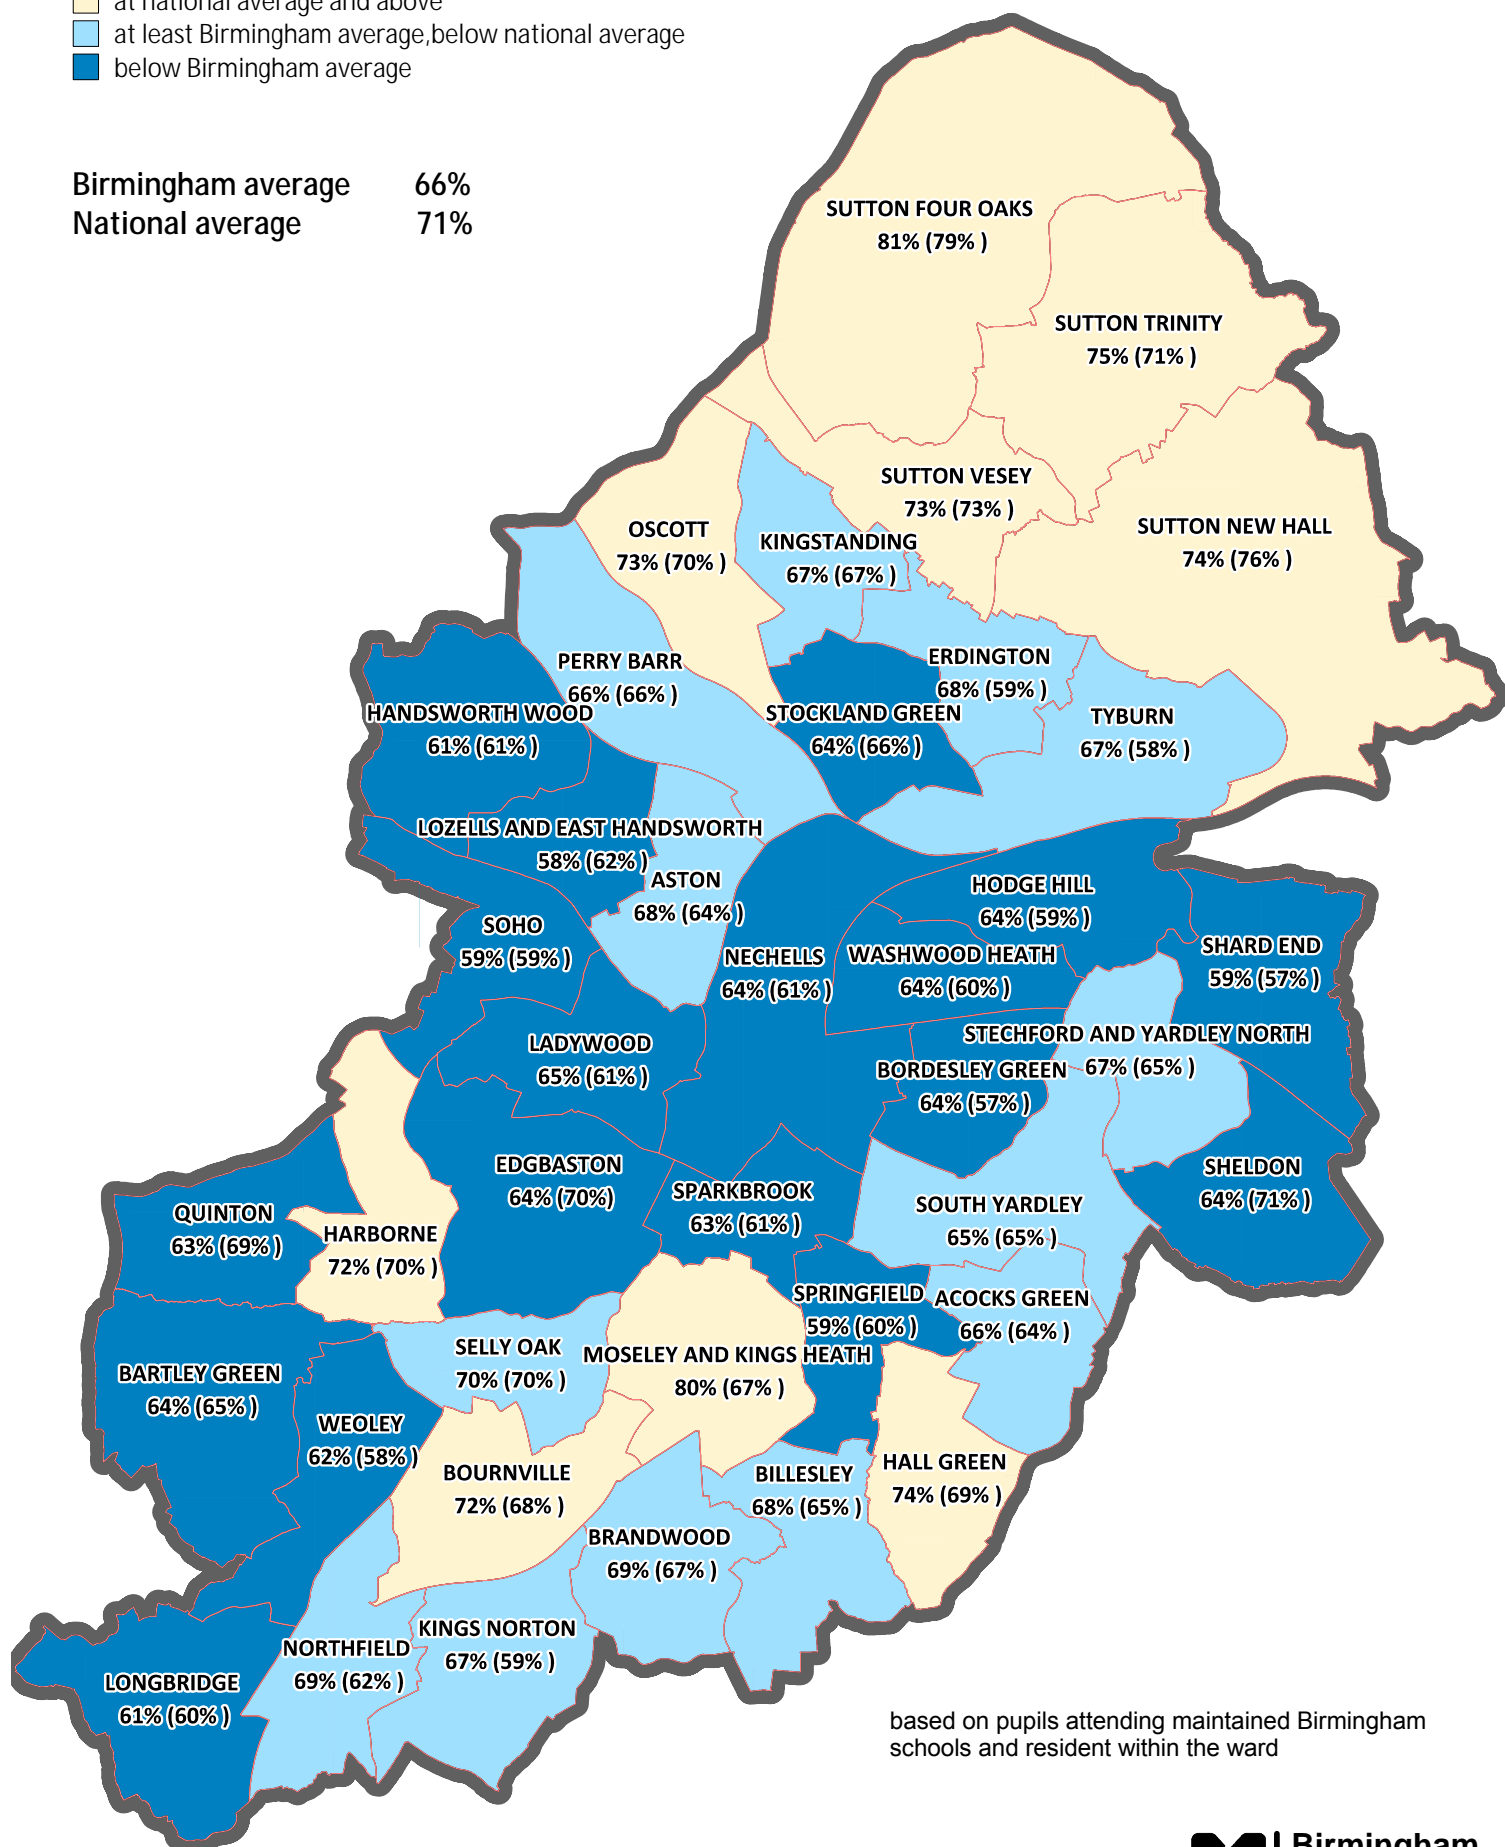 at national average and above
at least Birmingham average,below national average
below Birmingham average
Birmingham average 66%
National average 71%
SUTTON FOUR OAKS
81% (79% )
SUTTON TRINITY
75% (71% )
SUTTON VESEY
73% (73% )
SUTTON NEW HALL
74% (76% )
OSCOTT
73% (70% )
KINGSTANDING
67% (67% )
ERDINGTON
68% (59% )
PERRY BARR
66% (66% )
HANDSWORTH WOOD
61% (61% )
STOCKLAND GREEN
64% (66% )
TYBURN
67% (58% )
LOZELLS AND EAST HANDSWORTH
58% (62% )
ASTON
68% (64% )
HODGE HILL
64% (59% )
SOHO
59% (59% )
NECHELLS
64% (61% )
WASHWOOD HEATH
64% (60% )
SHARD END
59% (57% )
STECHFORD AND YARDLEY NORTH
67% (65% )
LADYWOOD
65% (61% )
BORDESLEY GREEN
64% (57% )
EDGBASTON
64% (70%)
SPARKBROOK
63% (61% )
SOUTH YARDLEY
65% (65% )
SHELDON
64% (71% )
QUINTON
63% (69% )
HARBORNE
72% (70% )
SPRINGFIELD
59% (60% )
ACOCKS GREEN
66% (64% )
SELLY OAK
70% (70% )
MOSELEY AND KINGS HEATH
80% (67% )
BARTLEY GREEN
64% (65% )
WEOLEY
62% (58% )
BOURNVILLE
72% (68% )
BILLESLEY
68% (65% )
HALL GREEN
74% (69% )
BRANDWOOD
69% (67% )
KINGS NORTON
67% (59% )
NORTHFIELD
69% (62% )
LONGBRIDGE
61% (60% )
based on pupils attending maintained Birmingham
schools and resident within the ward
Birmingham